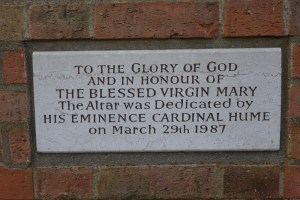 TO THE GLORY OF GOD
AND IN HONOUR OF
THE BLESSED VIRGIN MARY
The Altar was Dedicated by
HIS EMINENCE CARDINAL HUME
on March 29th 1987